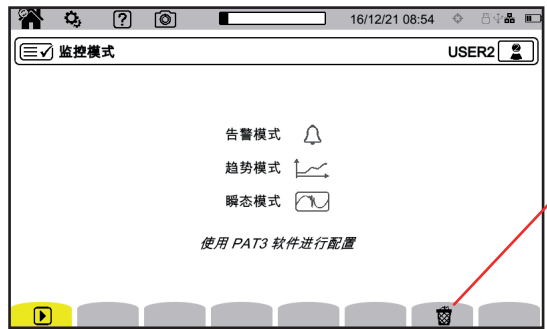 ?
16/12/21 08:54
监控模式
USER2
告警模式
趋势模式
瞬态模式
使用 PAT3 软件进行配置